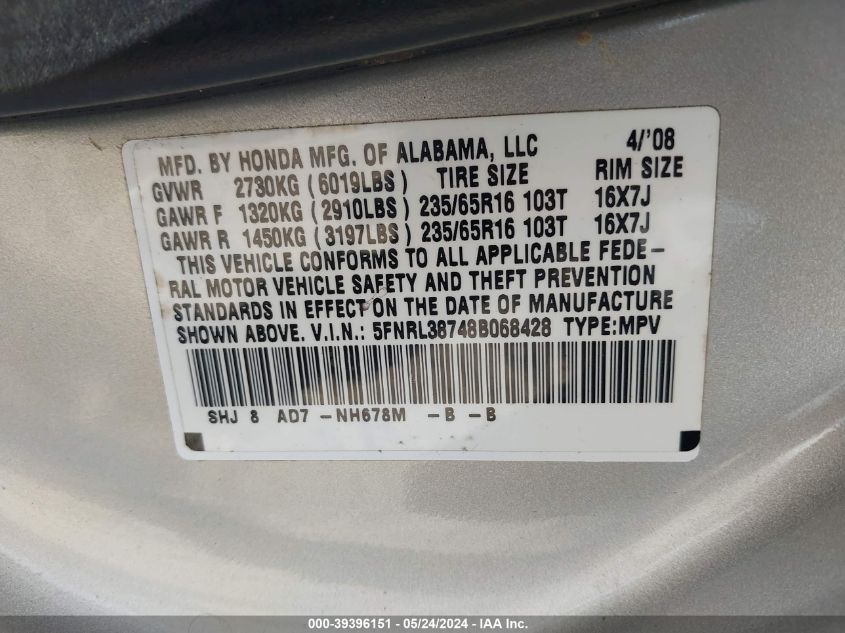 MFD. BY HONDA MFG. OF ALABAMA, LLC 4/'08
GVWR 2730KG (6019LBS) TIRE SIZE RIM SIZE
GAWR F 1320KG (2910LBS) 235/65R16 103T 16X7J
GAWR R 1450KG (3197LBS) 235/65R16 103T 16X7J
THIS VEHICLE CONFORMS TO ALL APPLICABLE FEDE-
RAL MOTOR VEHICLE SAFETY AND THEFT PREVENTION
STANDARDS IN EFFECT ON THE DATE OF MANUFACTURE
SHOWN ABOVE. V.I.N.: 5FNRL38748B068428 TYPE:MPV
SHJ 8 AD7 -NH678M -B -B
000-39396151 - 05/24/2024 - IAA Inc.